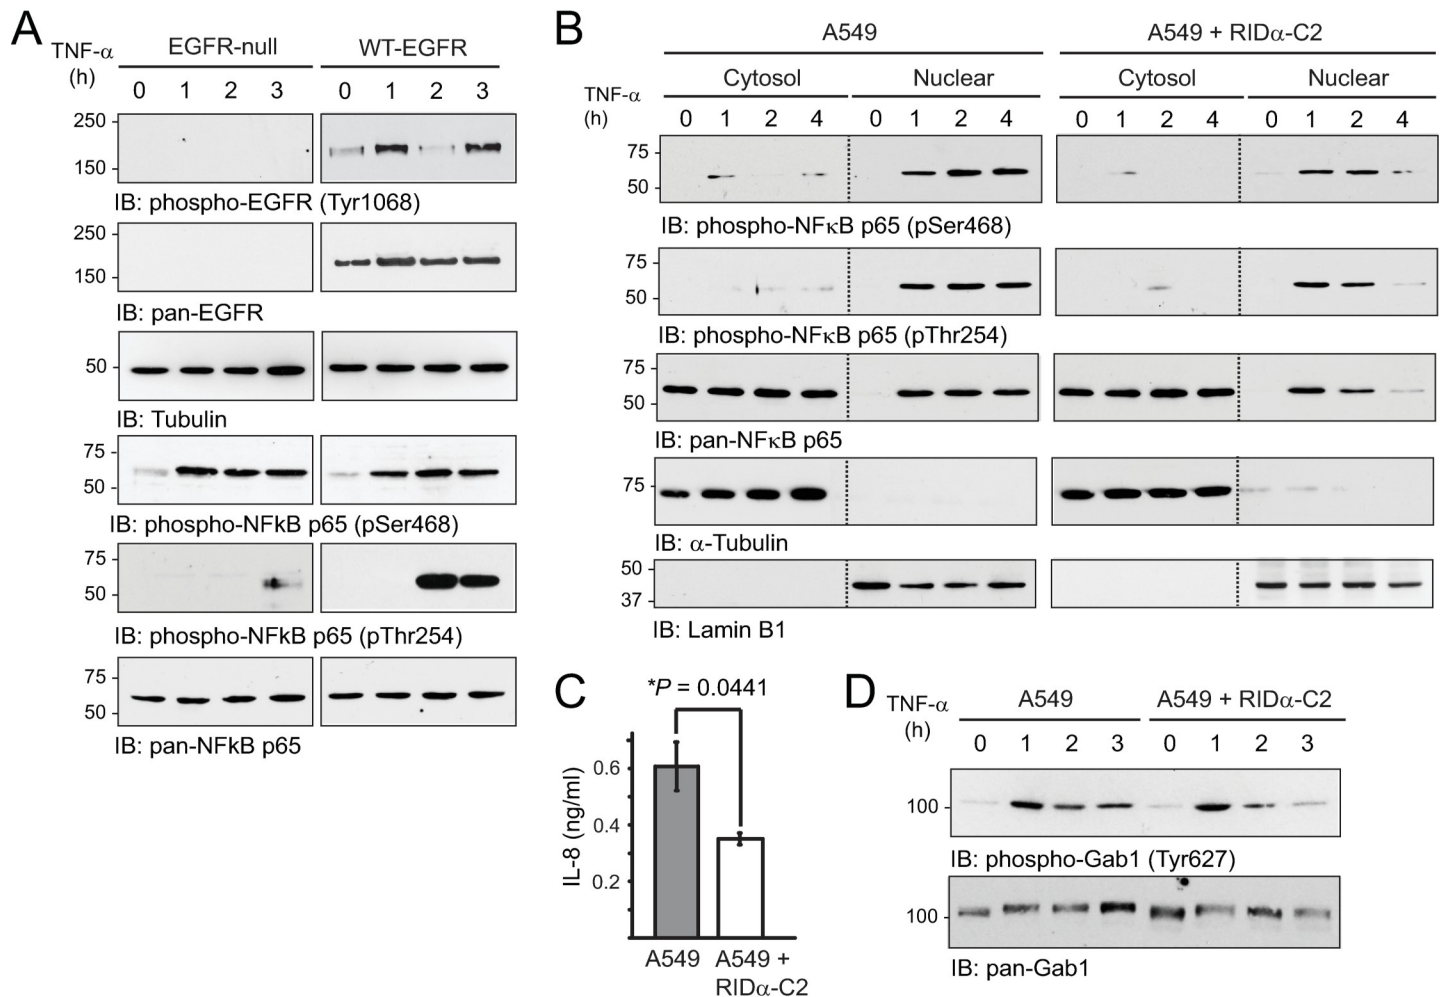 A
TNF-α
(h)
EGFR-null
WT-EGFR
0 1 2 3 0 1 2 3
250
150
IB: phospho-EGFR (Tyr1068)
250
150
IB: pan-EGFR
50
IB: Tubulin
75
50
IB: phospho-NFkB p65 (pSer468)
75
50
IB: phospho-NFkB p65 (pThr254)
75
50
IB: pan-NFkB p65
B
A549
A549 + RIDα-C2
Cytosol Nuclear Cytosol Nuclear
TNF-α
(h)
0 1 2 4 0 1 2 4 0 1 2 4 0 1 2 4
75
50
IB: phospho-NFκB p65 (pSer468)
75
50
IB: phospho-NFκB p65 (pThr254)
75
50
IB: pan-NFκB p65
75
IB: α-Tubulin
50
37
IB: Lamin B1
C
*P = 0.0441
IL-8 (ng/ml)
0.6
0.4
0.2
A549
A549 +
RIDα-C2
D
TNF-α
(h)
A549
A549 + RIDα-C2
0 1 2 3 0 1 2 3
100
IB: phospho-Gab1 (Tyr627)
100
IB: pan-Gab1